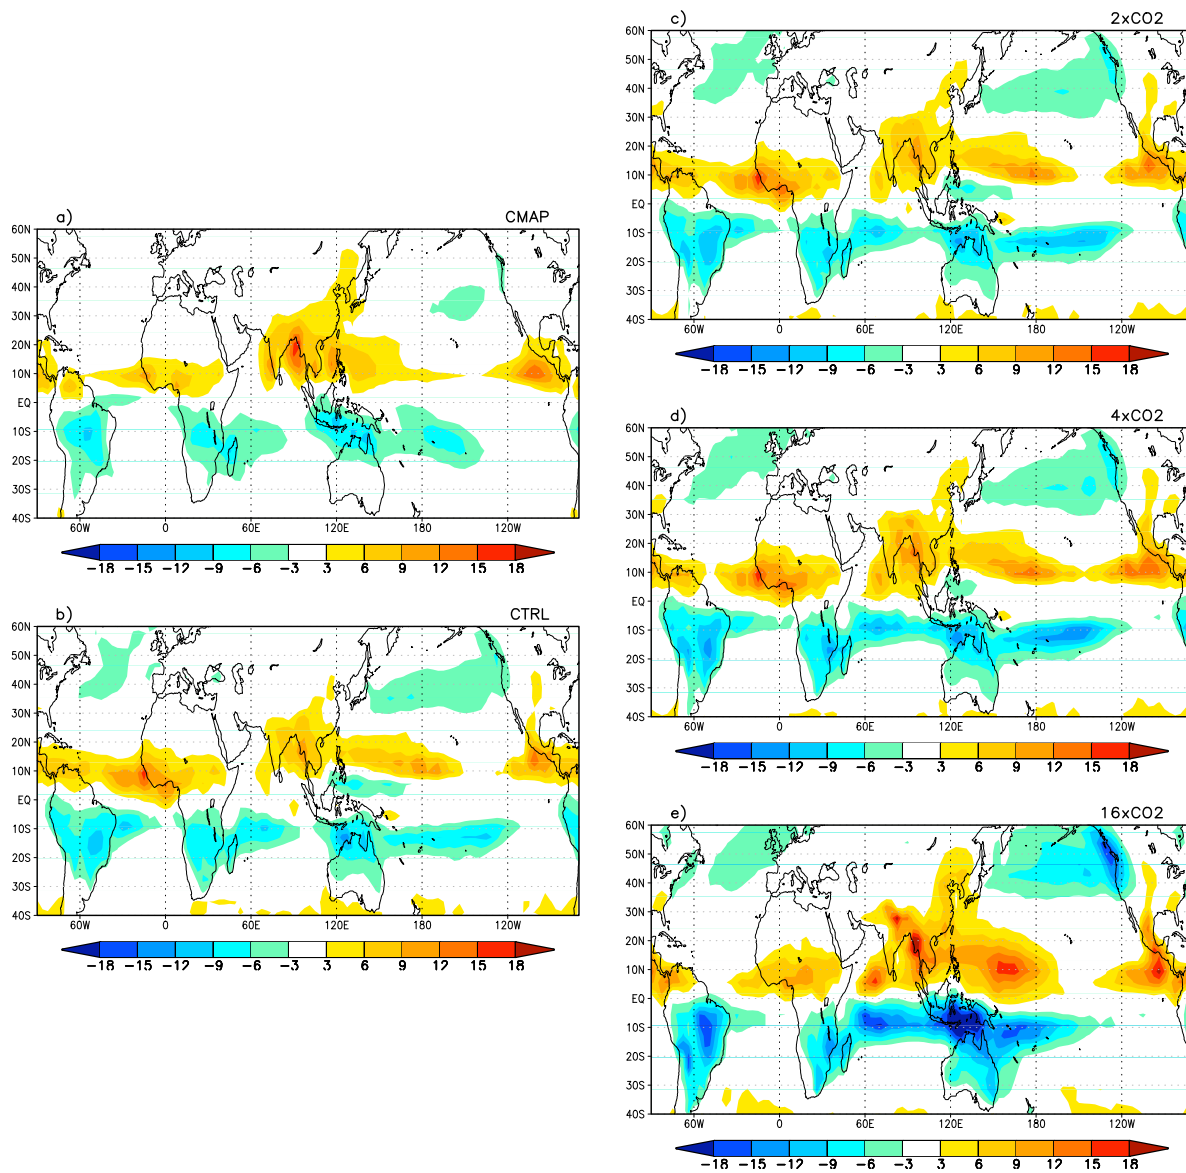 a) CMAP
60N
50N
40N
30N
20N
10N
EQ
10S
20S
30S
40S
60W 0 60E 120E 180 120W
-18 -15 -12 -9 -6 -3 3 6 9 12 15 18
b) CTRL
60N
50N
40N
30N
20N
10N
EQ
10S
20S
30S
40S
60W 0 60E 120E 180 120W
-18 -15 -12 -9 -6 -3 3 6 9 12 15 18
c) 2xCO2
60N
50N
40N
30N
20N
10N
EQ
10S
20S
30S
40S
60W 0 60E 120E 180 120W
-18 -15 -12 -9 -6 -3 3 6 9 12 15 18
d) 4xCO2
60N
50N
40N
30N
20N
10N
EQ
10S
20S
30S
40S
60W 0 60E 120E 180 120W
-18 -15 -12 -9 -6 -3 3 6 9 12 15 18
e) 16xCO2
60N
50N
40N
30N
20N
10N
EQ
10S
20S
30S
40S
60W 0 60E 120E 180 120W
-18 -15 -12 -9 -6 -3 3 6 9 12 15 18